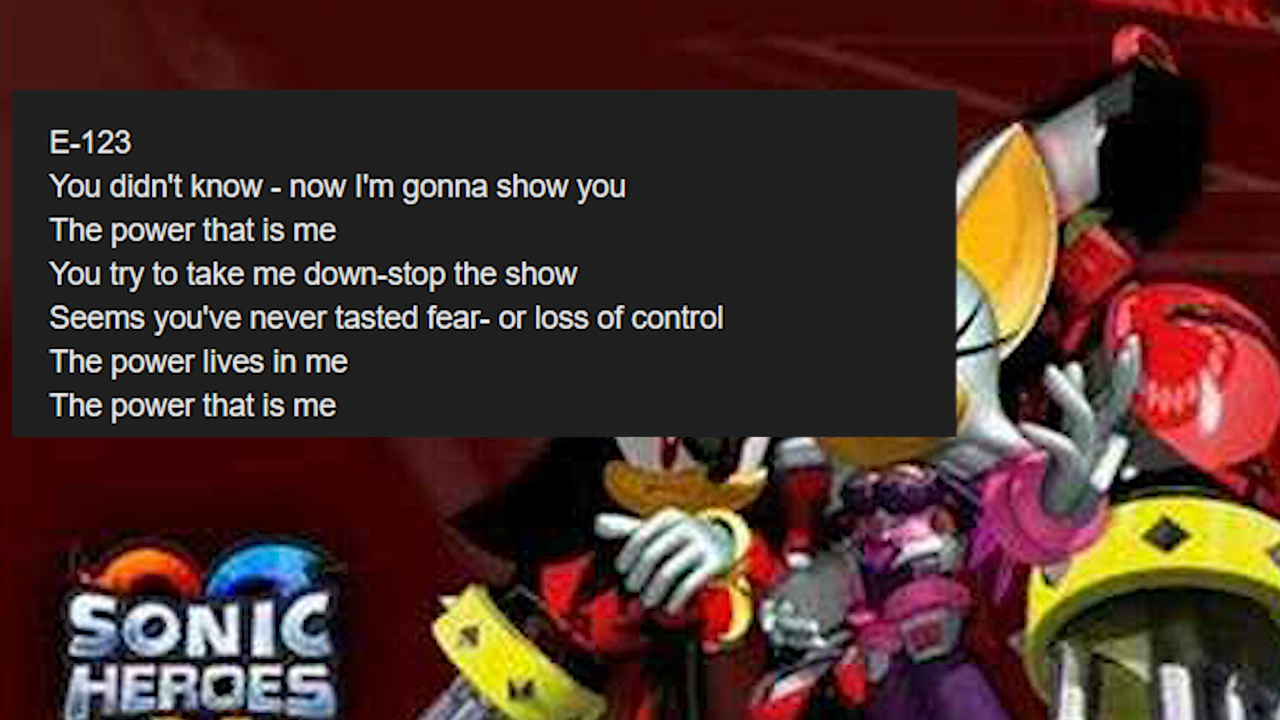 E-123
You didn't know - now I'm gonna show you
The power that is me
You try to take me down-stop the show
Seems you've never tasted fear- or loss of control
The power lives in me
The power that is me
SONIC
HEROES